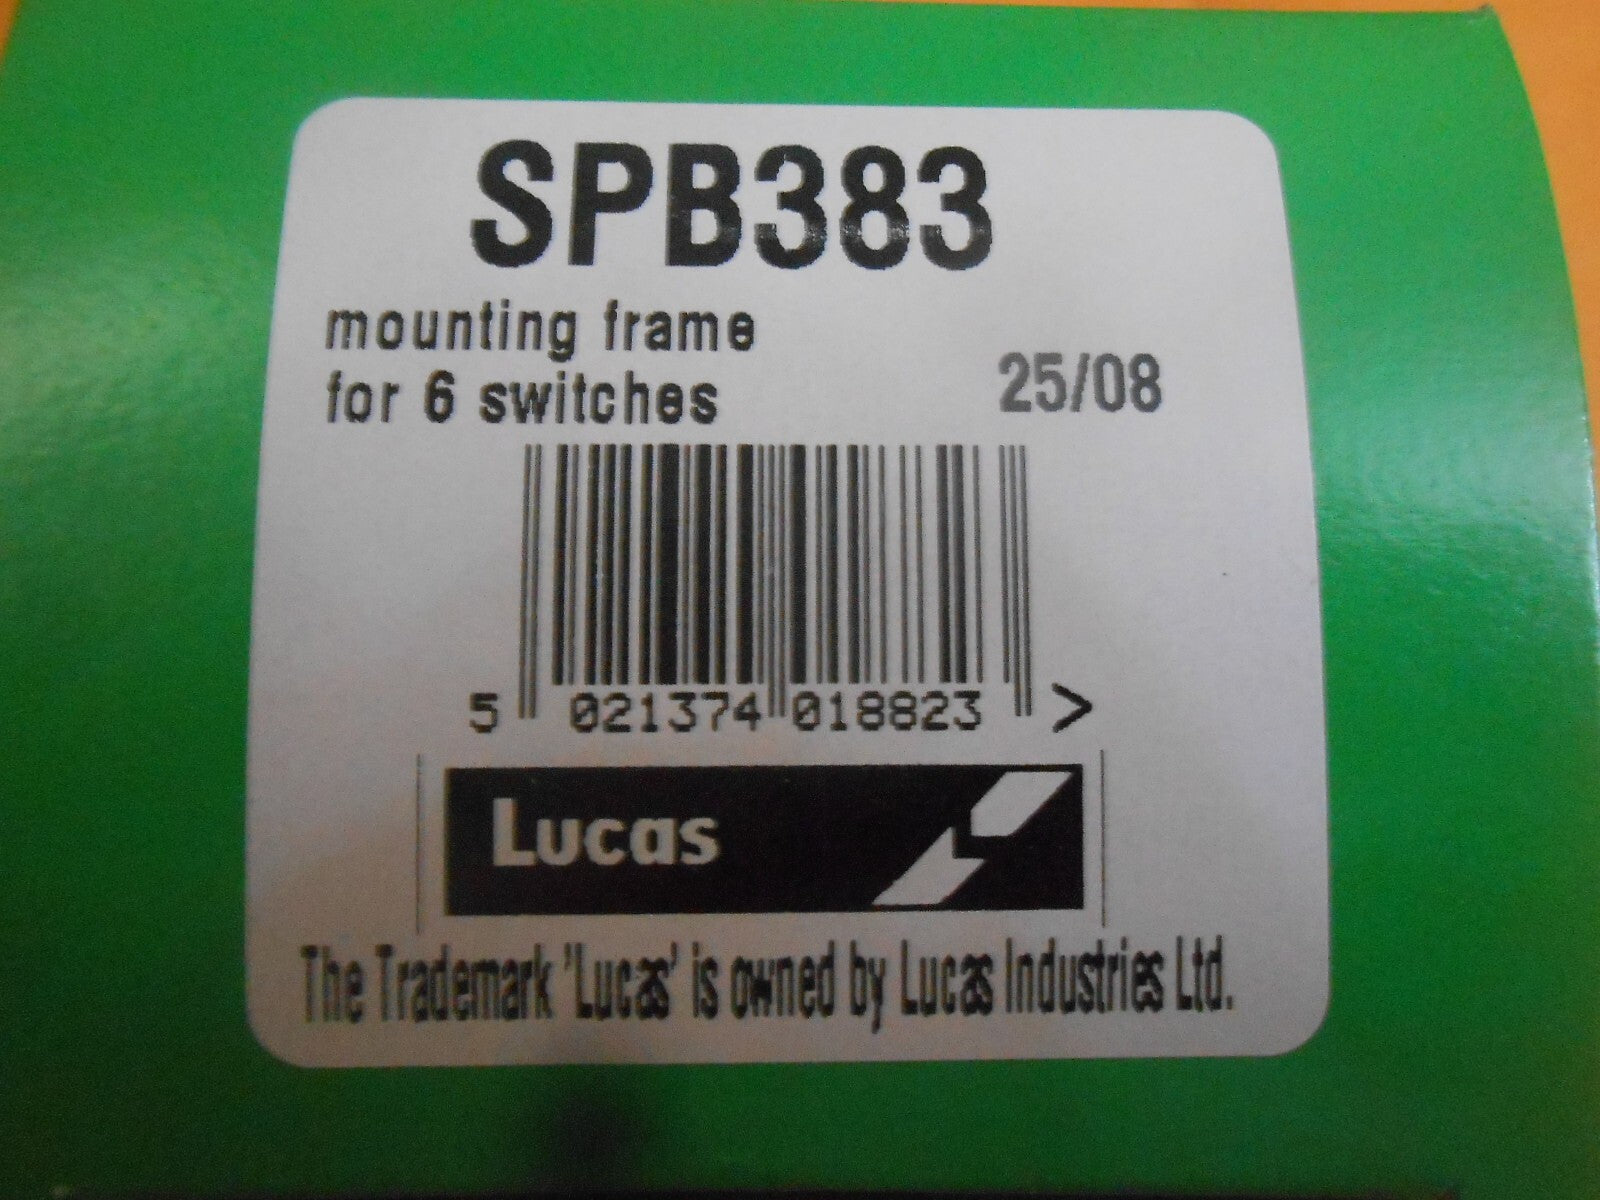 SPB383
mounting frame
for 6 switches
25/08
5 021374 018823 >
Lucas
The Trademark 'Lucas' is owned by Lucas Industries Ltd.